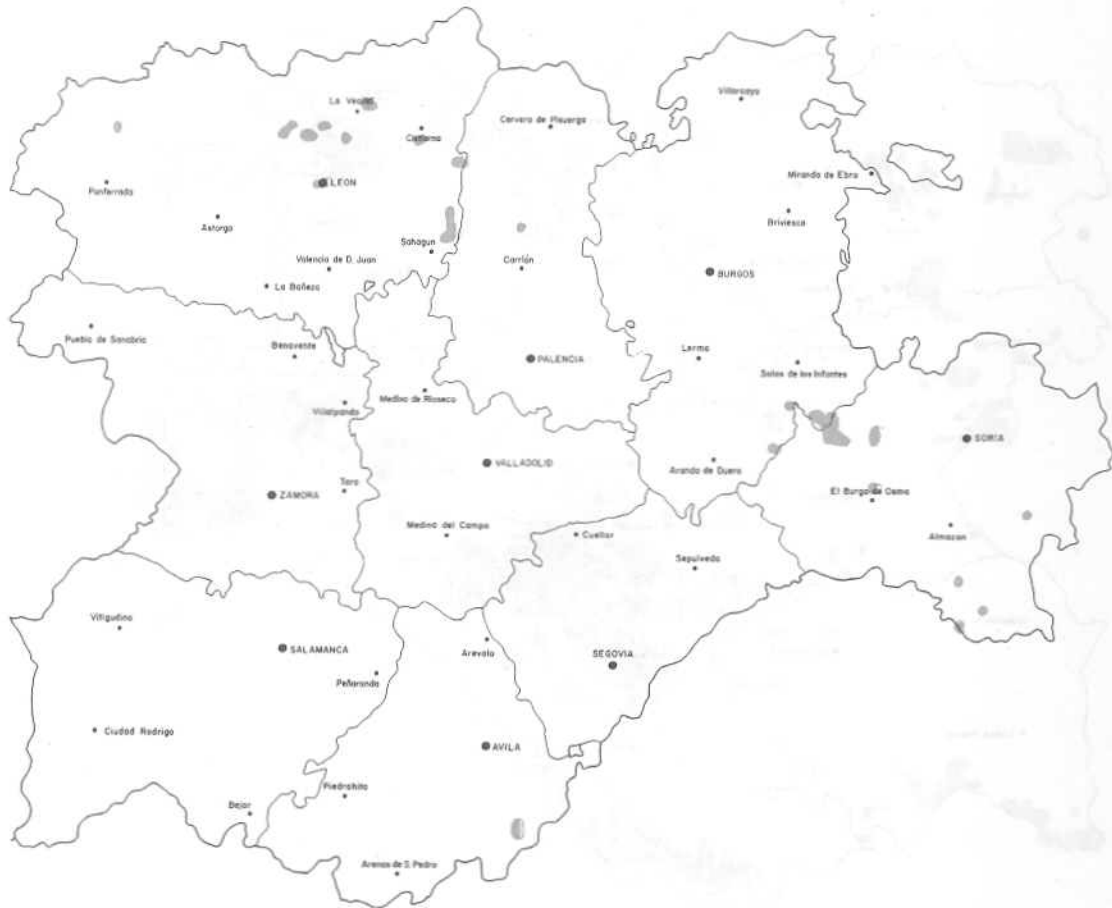 Villarcayo
La Vecilla
Cervera de Pisuerga
Cistierna
Miranda de Ebro
Ponferrada
LEON
Briviesca
Astorga
Sahagun
Valencia de D. Juan
Carrión
BURGOS
La Bañeza
Puebla de Sanabria
Benavente
PALENCIA
Lerma
Salas de los Infantes
Medina de Rioseco
Villalpando
SORIA
VALLADOLID
Aranda de Duero
Toro
ZAMORA
El Burgo de Osma
Medina del Campo
Cuellar
Almazan
Sepulveda
Vitigudino
Arevalo
SALAMANCA
SEGOVIA
Peñaranda
Ciudad Rodrigo
AVILA
Piedrahita
Bejar
Arenas de S. Pedro